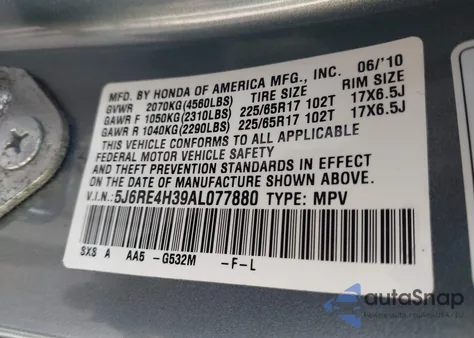 MFD. BY HONDA OF AMERICA MFG., INC. 06/'10
GVWR 2070KG(4560LBS) TIRE SIZE RIM SIZE
GAWR F 1050KG(2310LBS) 225/65R17 102T 17X6.5J
GAWR R 1040KG(2290LBS) 225/65R17 102T 17X6.5J
THIS VEHICLE CONFORMS TO ALL APPLICABLE
FEDERAL MOTOR VEHICLE SAFETY
AND THEFT PREVENTION STANDARDS IN EFFECT
ON THE DATE OF MANUFACTURE SHOWN ABOVE.
V.I.N.: 5J6RE4H39AL077880 TYPE: MPV
SXS A AA5 -G532M -F-L
autoSnap